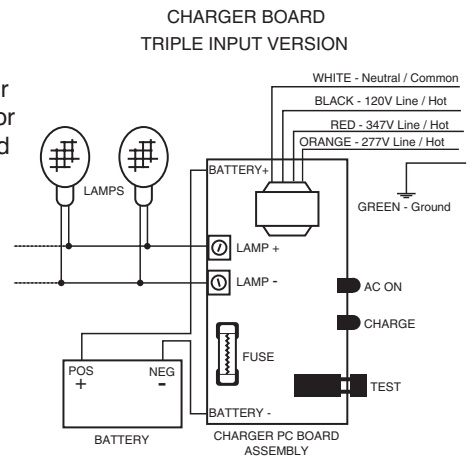 CHARGER BOARD
TRIPLE INPUT VERSION
WHITE - Neutral / Common
BLACK - 120V Line / Hot
RED - 347V Line / Hot
ORANGE - 277V Line / Hot
GREEN - Ground
r
or
d
LAMPS
BATTERY+
LAMP +
LAMP -
AC ON
CHARGE
FUSE
TEST
POS
+
NEG
-
BATTERY -
BATTERY
CHARGER PC BOARD
ASSEMBLY